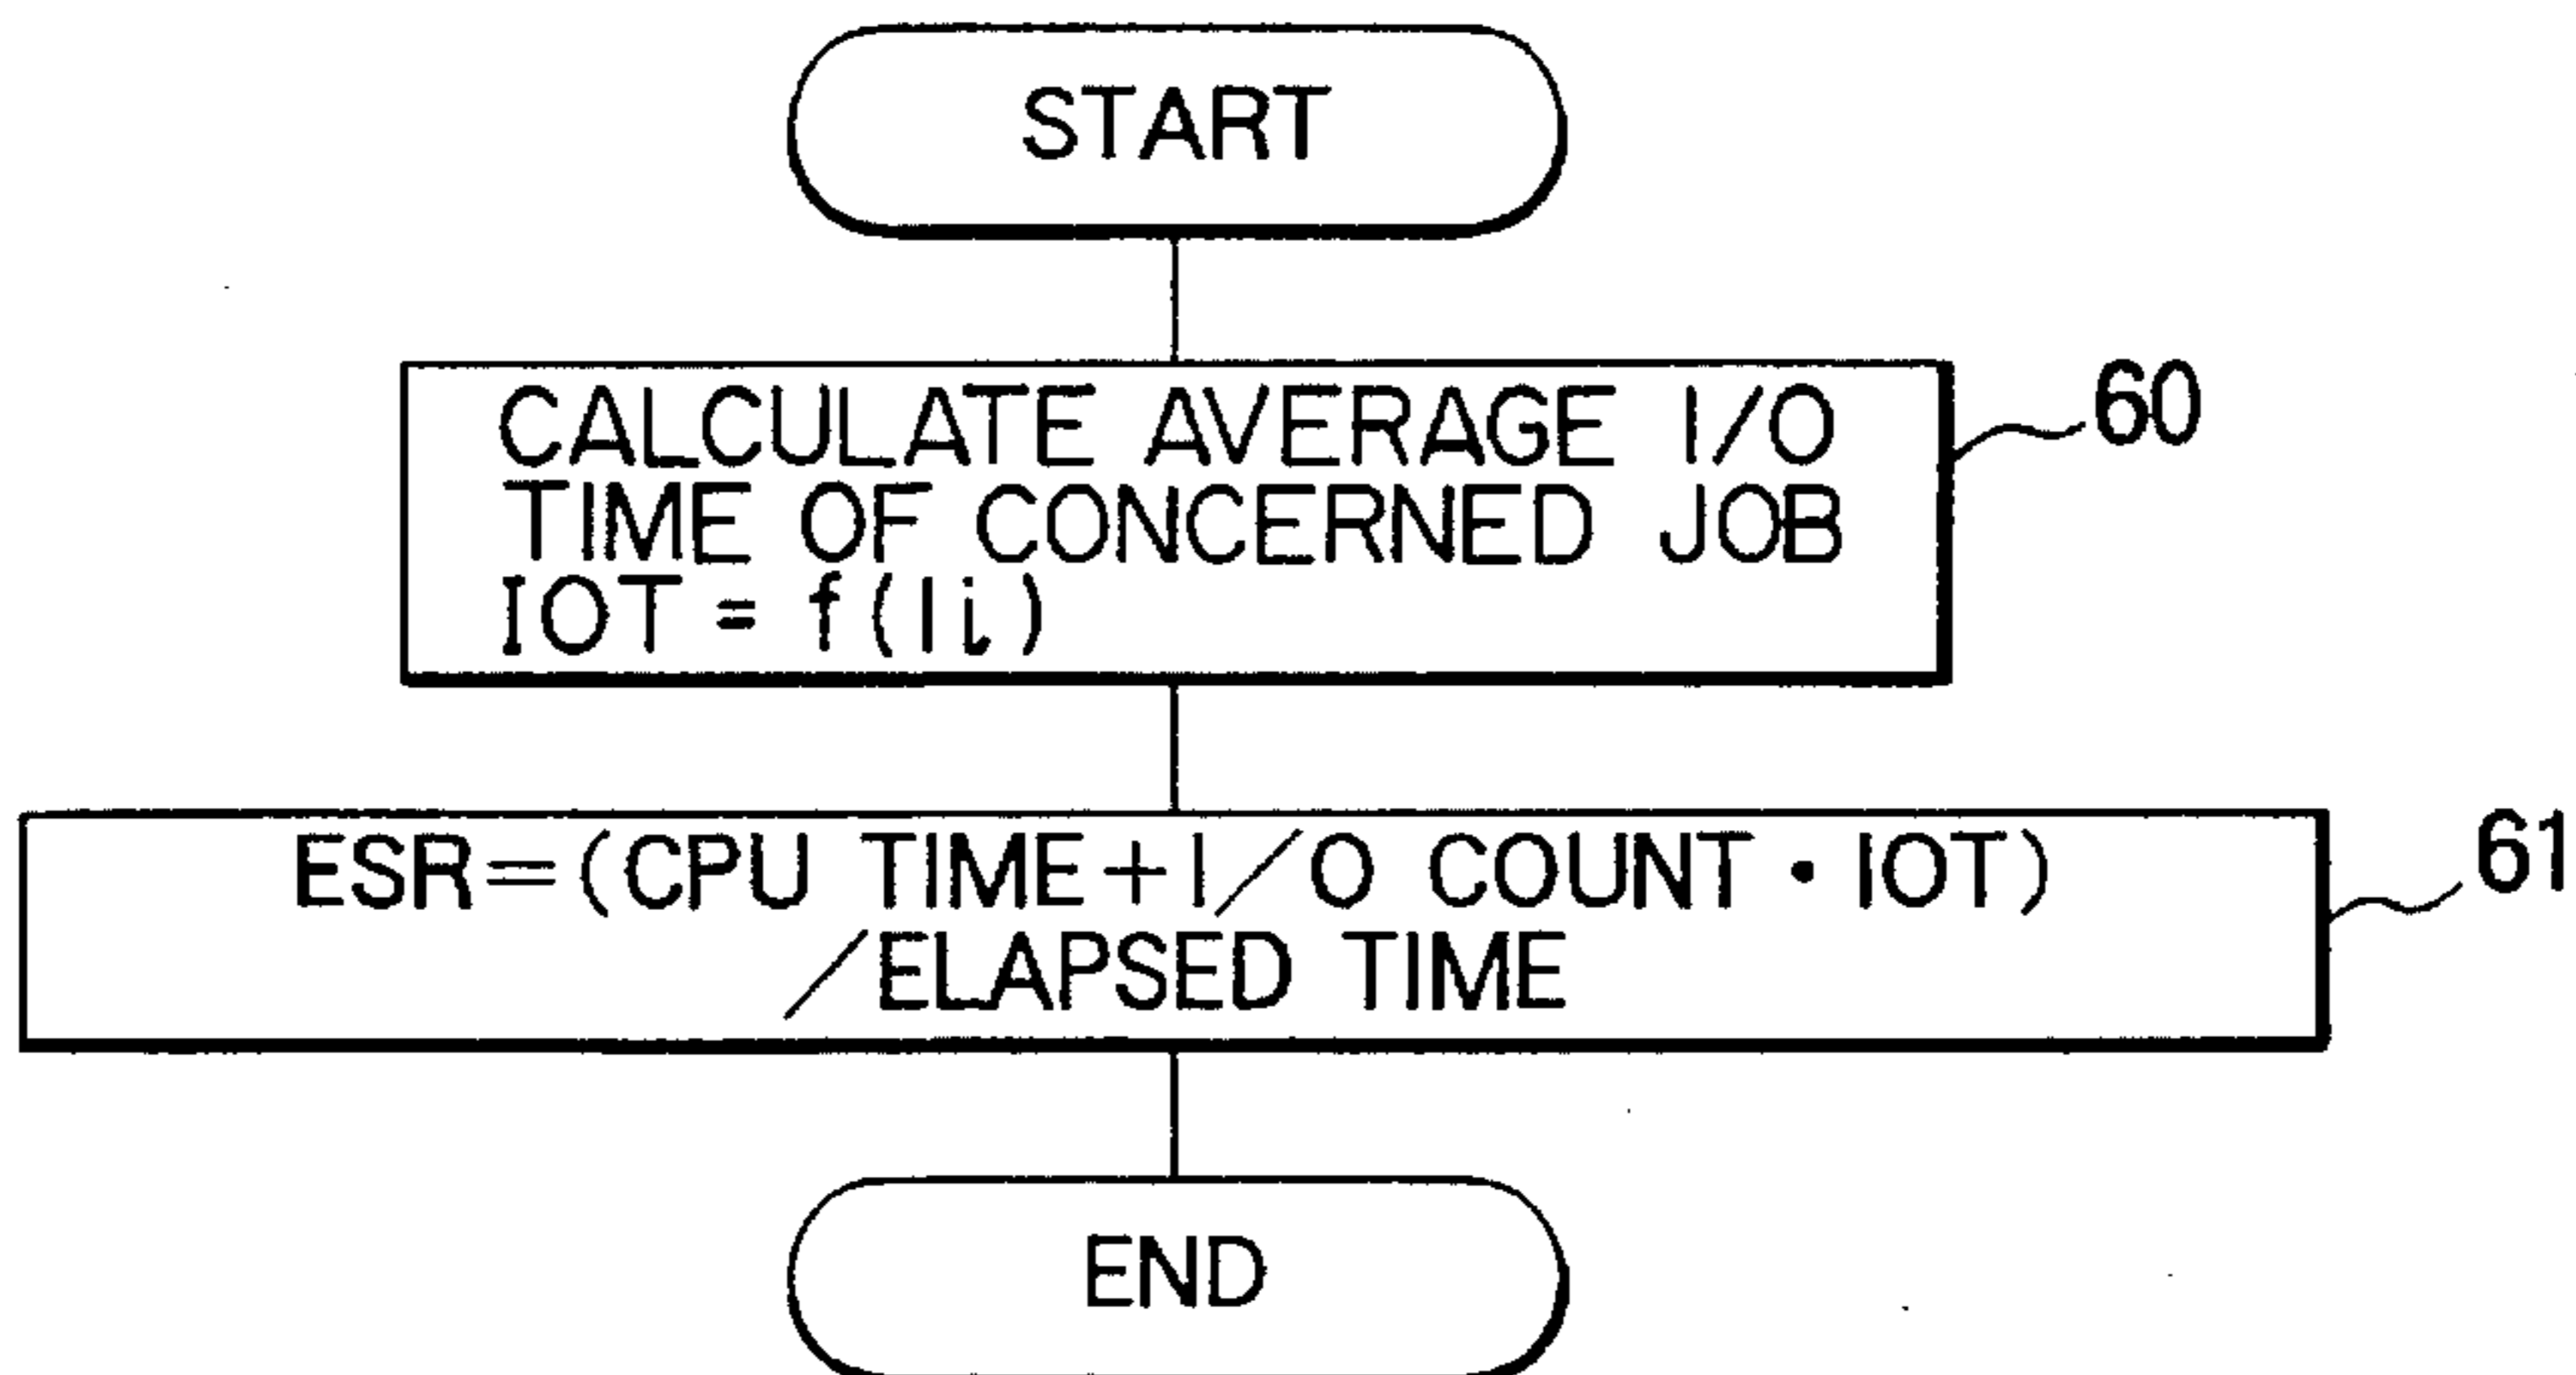 START
CALCULATE AVERAGE I/O
TIME OF CONCERNED JOB
IOT = f(Ii)
60
ESR=(CPU TIME+I/O COUNT・IOT)
/ELAPSED TIME
61
END